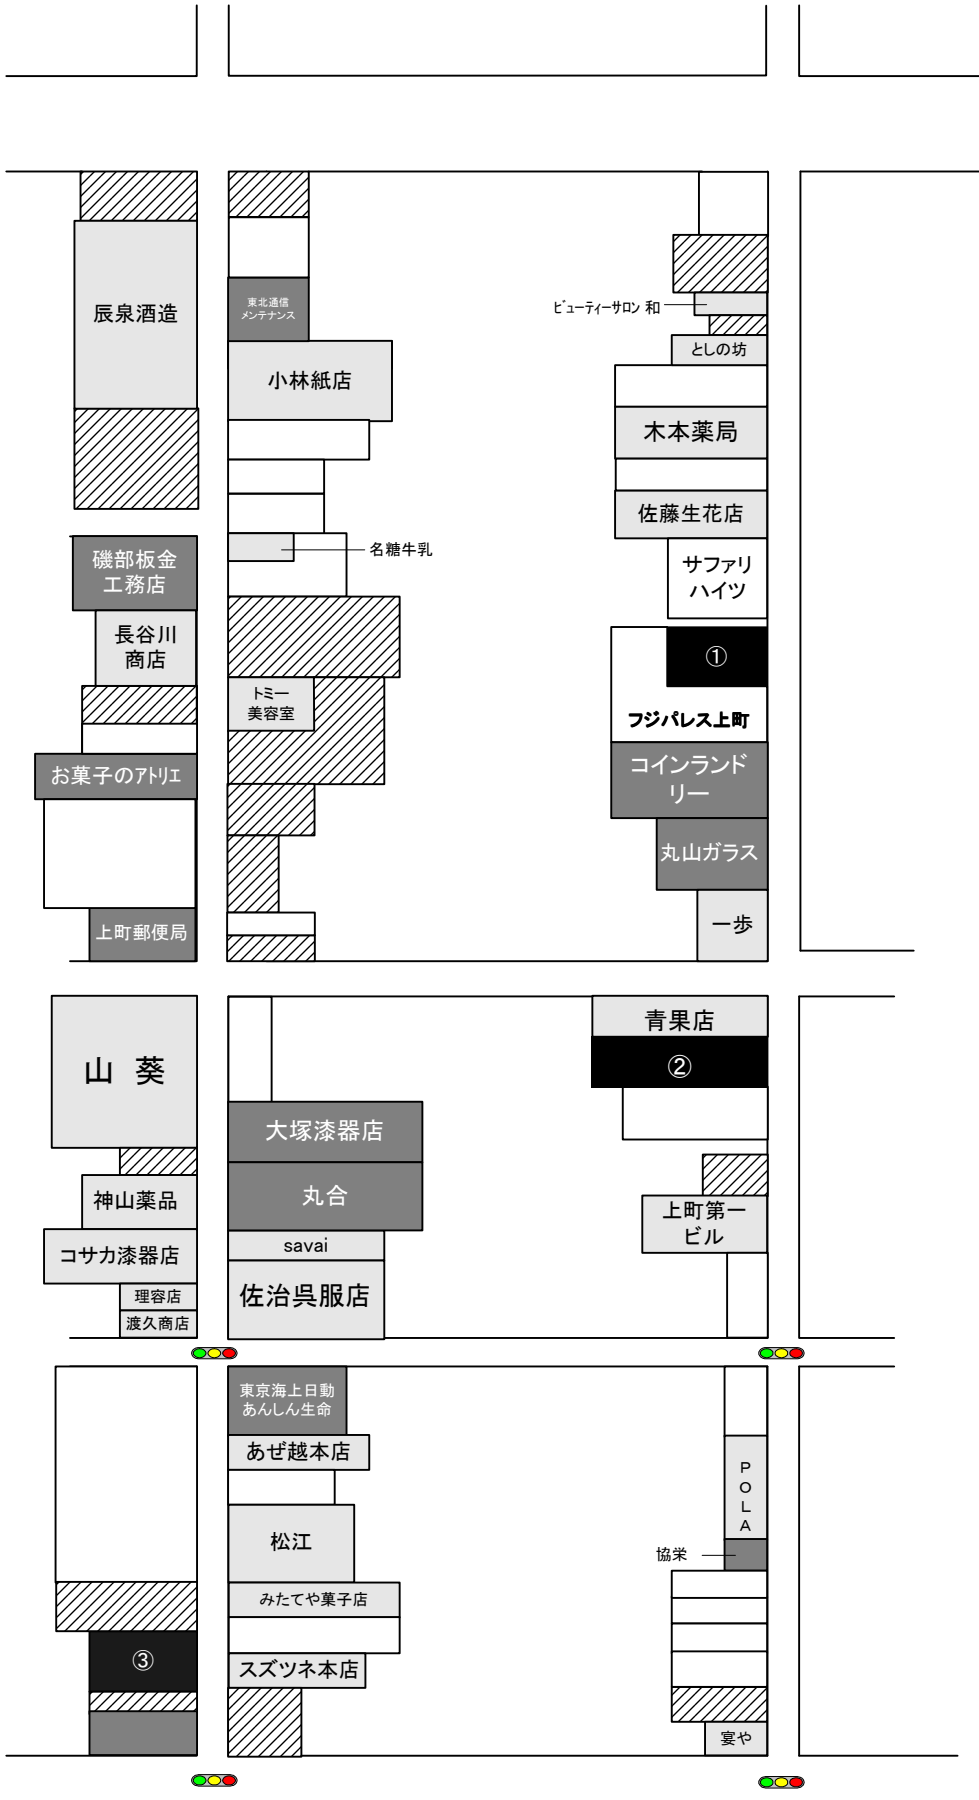 辰泉酒造
東北通信
メンテナンス
小林紙店
名糖牛乳
磯部板金
工務店
長谷川
商店
トミー
美容室
お菓子のアトリエ
上町郵便局
ビューティーサロン 和
としの坊
木本薬局
佐藤生花店
サファリ
ハイツ
①
フジパレス上町
コインランド
リー
丸山ガラス
一歩
山 葵
神山薬品
コサカ漆器店
理容店
渡久商店
大塚漆器店
丸合
savai
佐治呉服店
青果店
②
上町第一
ビル
③
東京海上日動
あんしん生命
あぜ越本店
松江
みたてや菓子店
スズツネ本店
P
O
L
A
協栄
宴や